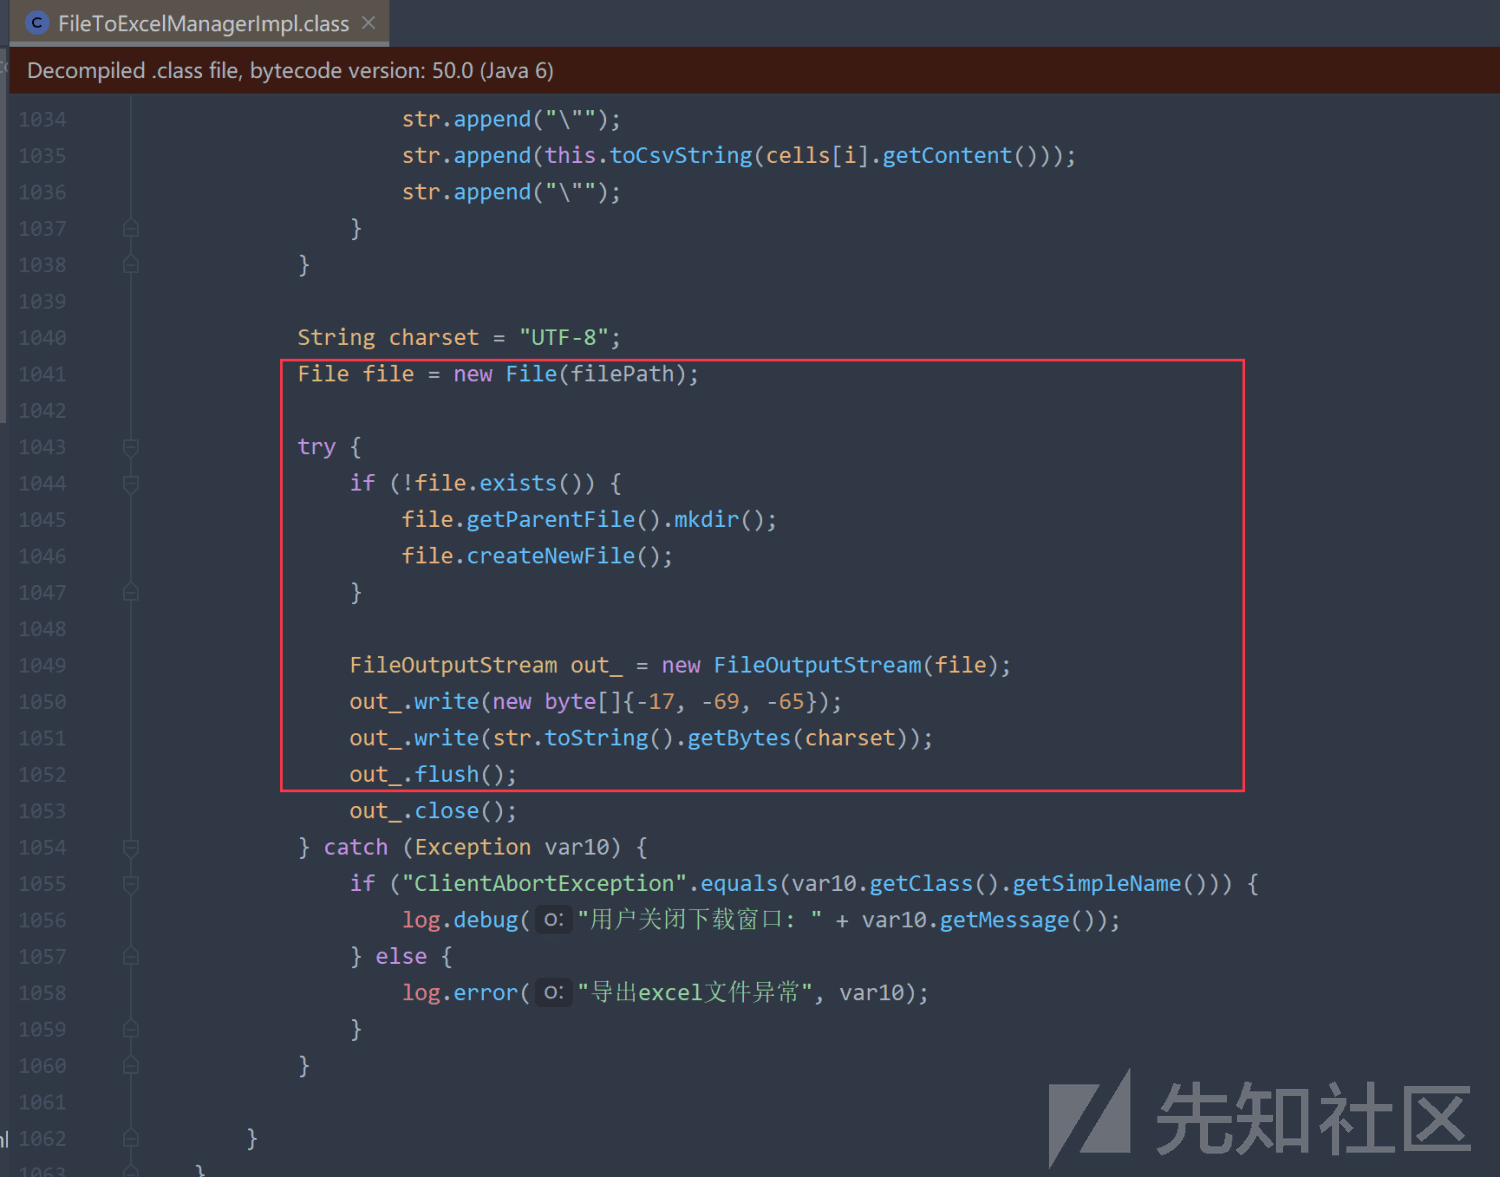 FileToExcelManagerImpl.class
Decompiled .class file, bytecode version: 50.0 (Java 6)
1034 str.append("\"");
1035 str.append(this.toCsvString(cells[i].getContent()));
1036 str.append("\"");
1037 }
1038 }
1039
1040 String charset = "UTF-8";
1041 File file = new File(filePath);
1042
1043 try {
1044 if (!file.exists()) {
1045 file.getParentFile().mkdir();
1046 file.createNewFile();
1047 }
1048
1049 FileOutputStream out_ = new FileOutputStream(file);
1050 out_.write(new byte[]{-17, -69, -65});
1051 out_.write(str.toString().getBytes(charset));
1052 out_.flush();
1053 out_.close();
1054 } catch (Exception var10) {
1055 if ("ClientAbortException".equals(var10.getClass().getSimpleName())) {
1056 log.debug( o: "用户关闭下载窗口: " + var10.getMessage());
1057 } else {
1058 log.error( o: "导出excel文件异常", var10);
1059 }
1060 }
1061
1062 }
1063 }
先知社区